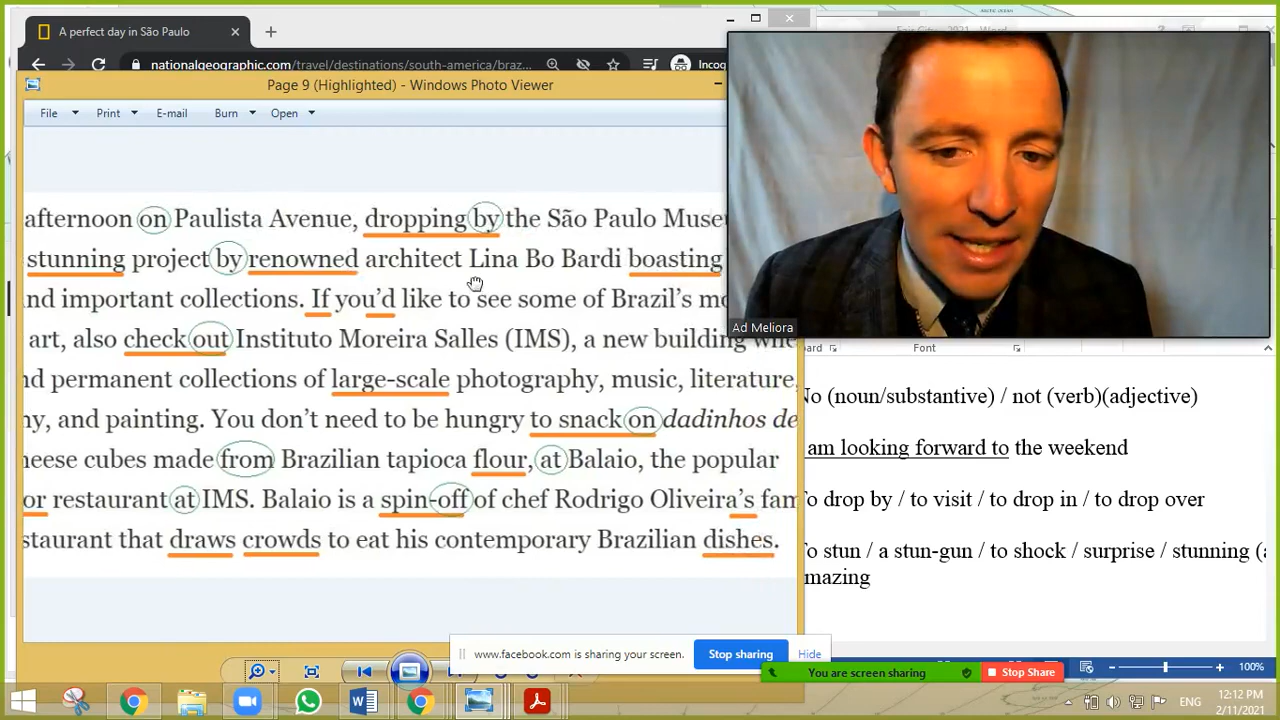 A perfect day in São Paulo
nationalgeographic.com/travel/destinations/south-america/braz...
Incog
Page 9 (Highlighted) - Windows Photo Viewer
File Print E-mail Burn Open
afternoon on Paulista Avenue, dropping by the São Paulo Museu
stunning project by renowned architect Lina Bo Bardi boasting
nd important collections. If you’d like to see some of Brazil’s mo
art, also check out Instituto Moreira Salles (IMS), a new building whe
nd permanent collections of large-scale photography, music, literature,
hy, and painting. You don’t need to be hungry to snack on dadinhos de
heese cubes made from Brazilian tapioca flour, at Balaio, the popular
or restaurant at IMS. Balaio is a spin-off of chef Rodrigo Oliveira’s fam
staurant that draws crowds to eat his contemporary Brazilian dishes.
Fair City - 2021 - Word
Ad Meliora
Font
No (noun/substantive) / not (verb)(adjective)
am looking forward to the weekend
To drop by / to visit / to drop in / to drop over
To stun / a stun-gun / to shock / surprise / stunning (a
mazing
www.facebook.com is sharing your screen. Stop sharing Hide
You are screen sharing Stop Share
100%
ENG
12:12 PM
2/11/2021